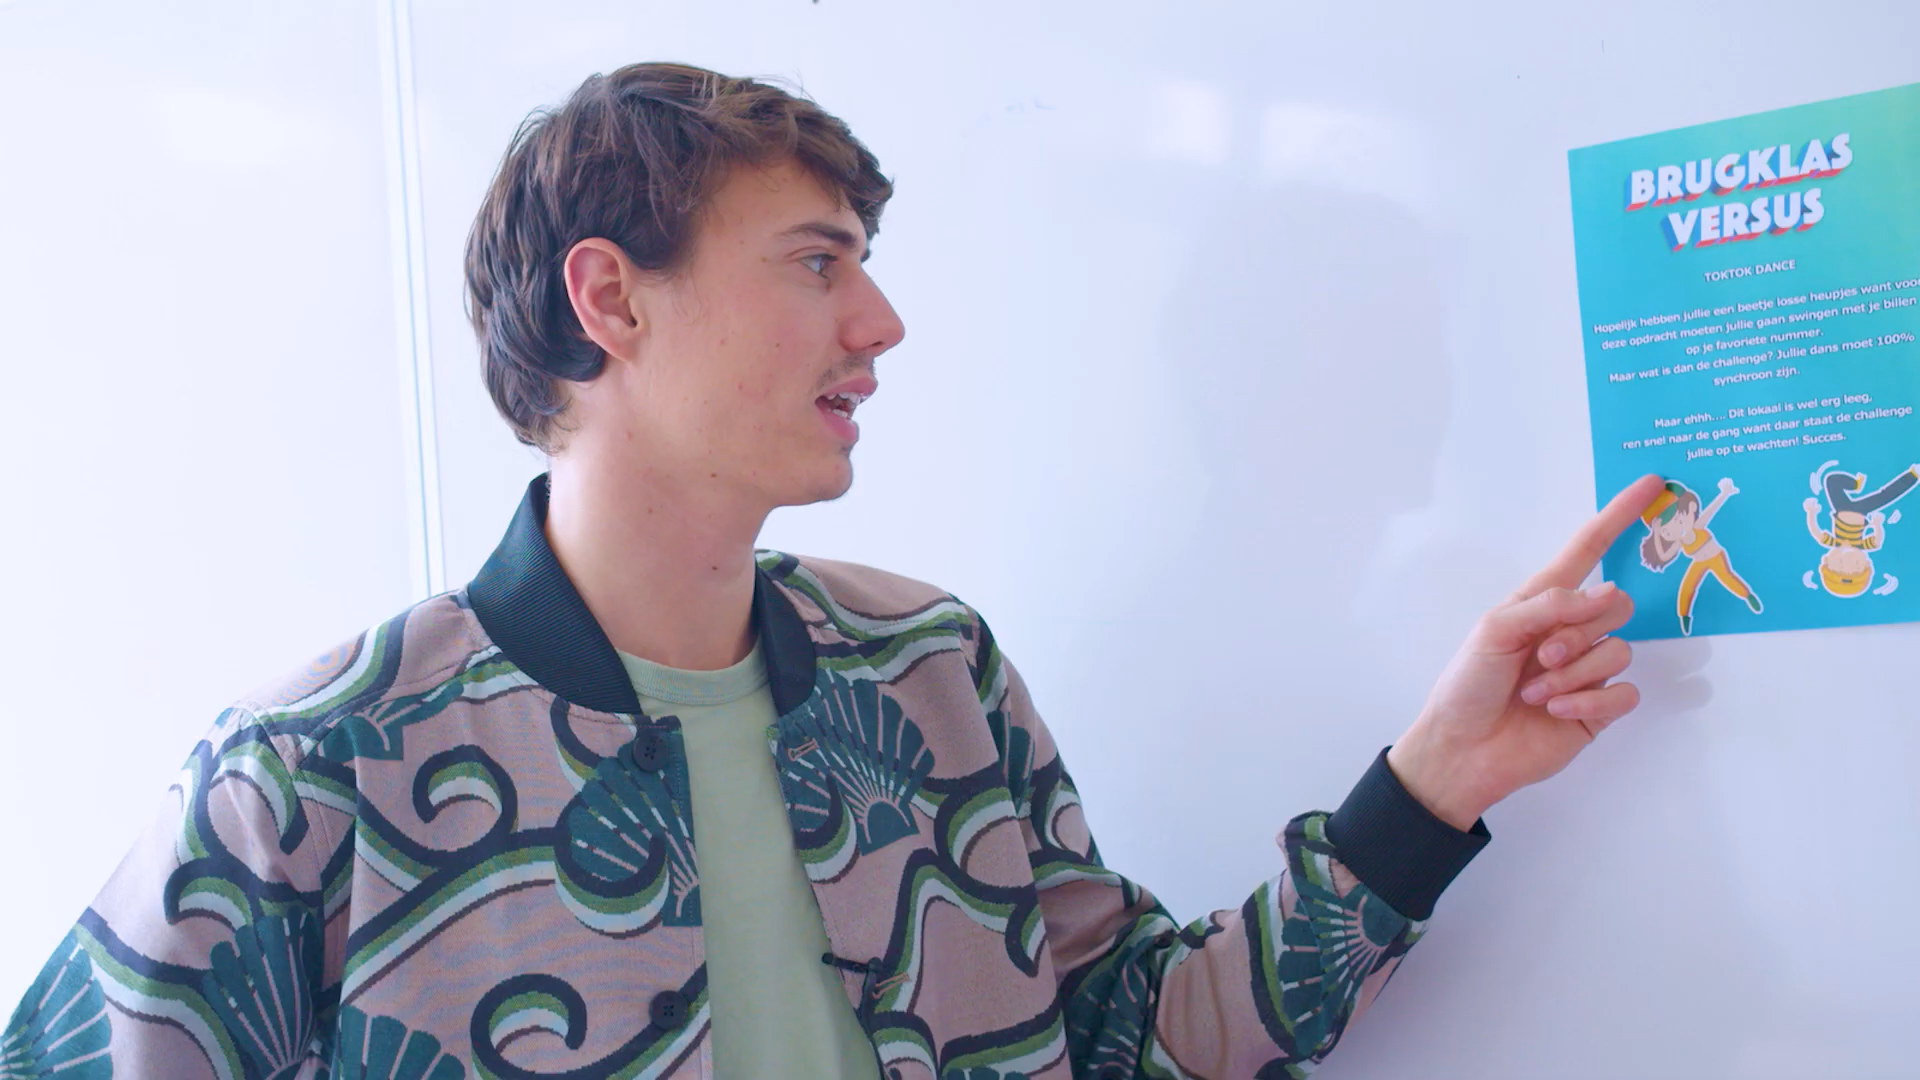 BRUGKLAS
VERSUS
TOKTOK DANCE
Hopelijk hebben jullie een beetje losse heupjes want voor
deze opdracht moeten jullie gaan swingen met je billen
op je favoriete nummer.
Maar wat is dan de challenge? Jullie dans moet 100%
synchroon zijn.
Maar ehhh.... Dit lokaal is wel erg leeg,
ren snel naar de gang want daar staat de challenge
jullie op te wachten! Succes.